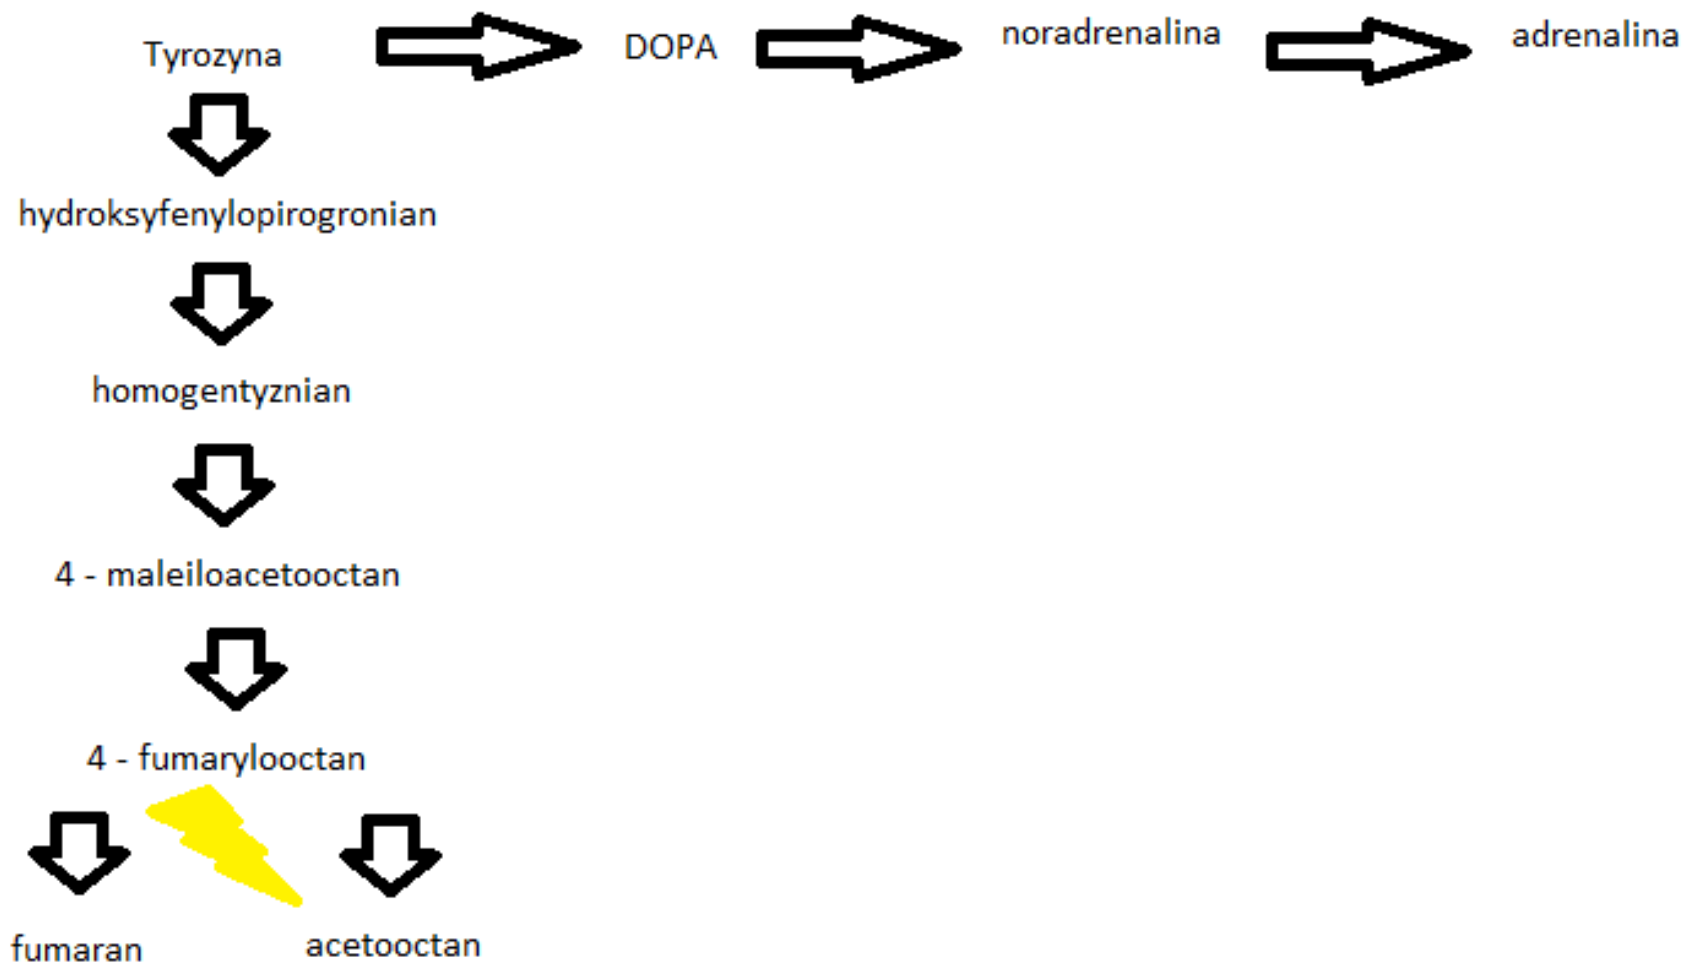 Tyrozyna
DOPA
noradrenalina
adrenalina
hydroksyfenylopirogronian
homogentyznian
4 - maleiloacetooctan
4 - fumarylooctan
fumaran
acetooctan